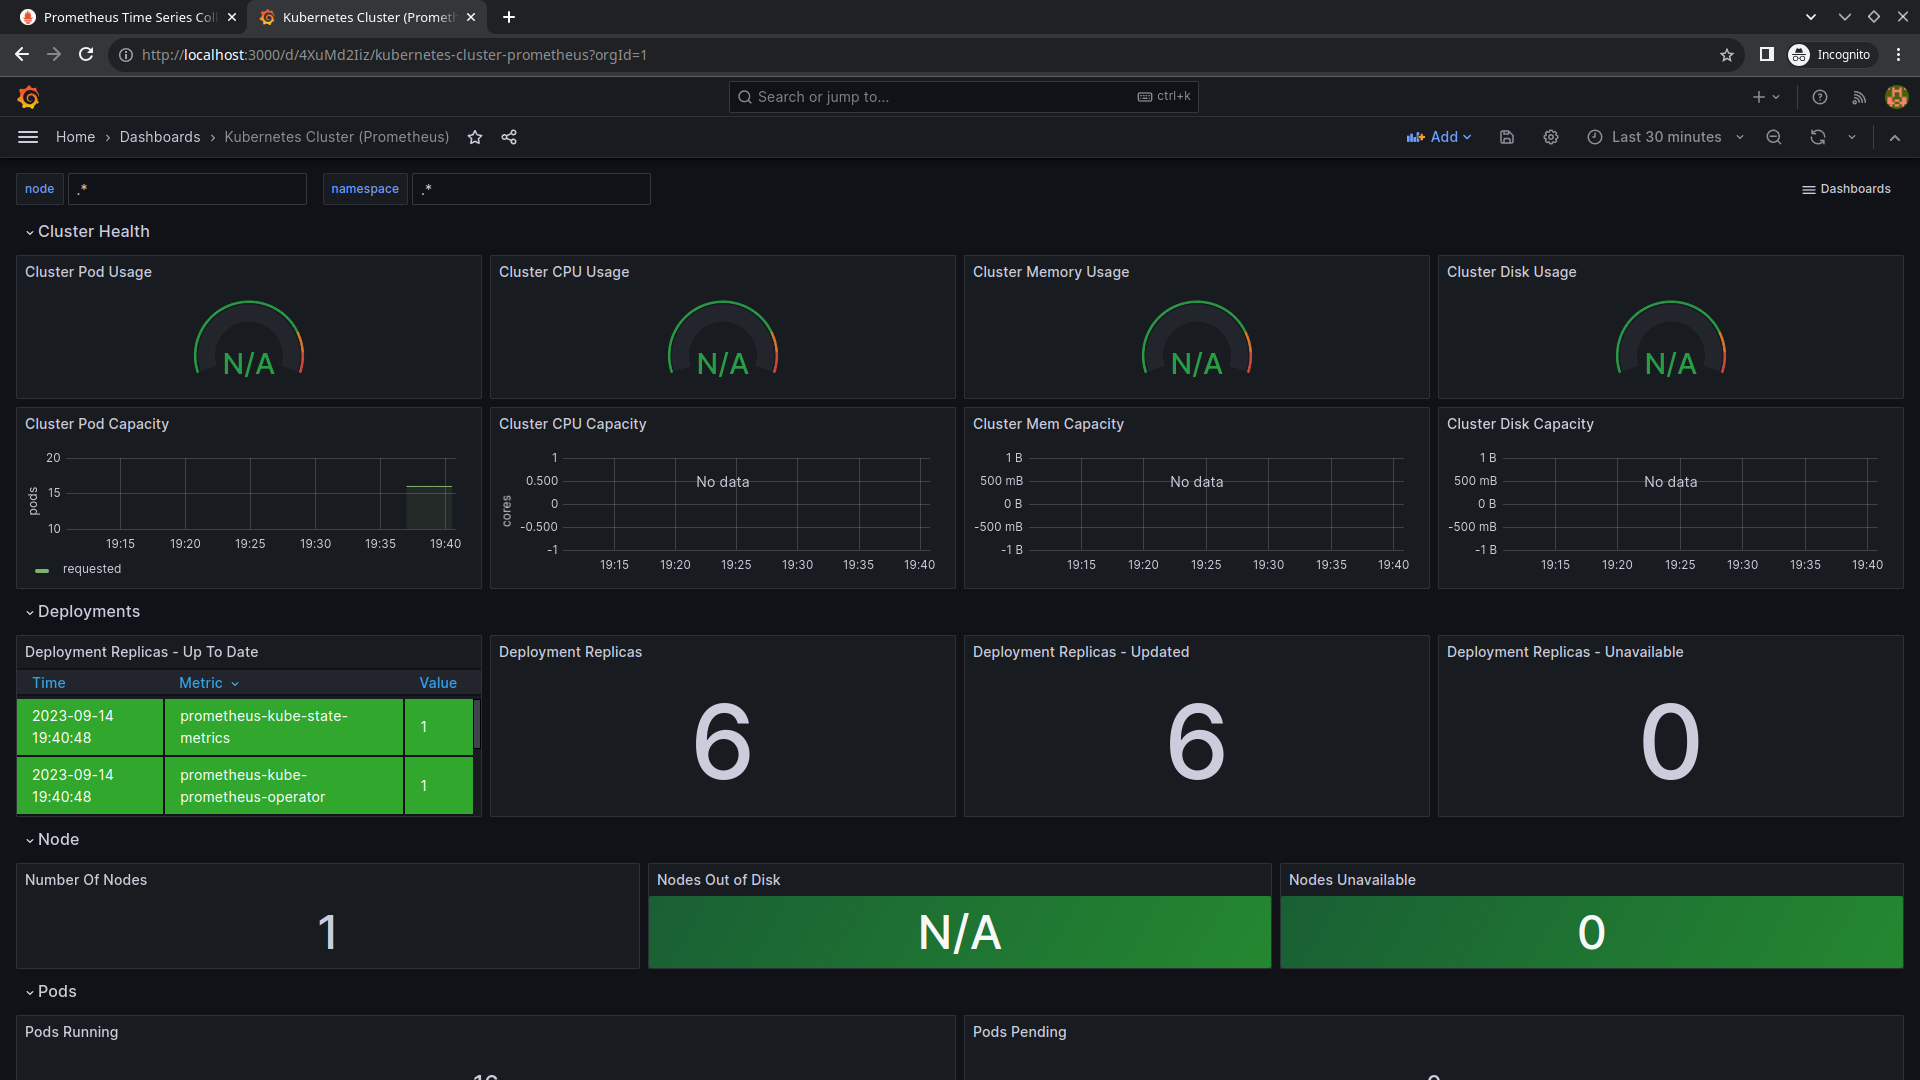 Prometheus Time Series Coll
Kubernetes Cluster (Promet
http://localhost:3000/d/4XuMd2Iiz/kubernetes-cluster-prometheus?orgId=1
Incognito
Search or jump to...
ctrl+k
Home › Dashboards › Kubernetes Cluster (Prometheus)
Add
Last 30 minutes
node
.*
namespace
.*
Dashboards
Cluster Health
Cluster Pod Usage
N/A
Cluster CPU Usage
N/A
Cluster Memory Usage
N/A
Cluster Disk Usage
N/A
Cluster Pod Capacity
pods
20
15
10
19:15 19:20 19:25 19:30 19:35 19:40
requested
Cluster CPU Capacity
cores
1
0.500
0
-0.500
-1
No data
19:15 19:20 19:25 19:30 19:35 19:40
Cluster Mem Capacity
1 B
500 mB
0 B
-500 mB
-1 B
No data
19:15 19:20 19:25 19:30 19:35 19:40
Cluster Disk Capacity
1 B
500 mB
0 B
-500 mB
-1 B
No data
19:15 19:20 19:25 19:30 19:35 19:40
Deployments
Deployment Replicas - Up To Date
Time Metric Value
2023-09-14
19:40:48
prometheus-kube-state-
metrics
1
2023-09-14
19:40:48
prometheus-kube-
prometheus-operator
1
Deployment Replicas
6
Deployment Replicas - Updated
6
Deployment Replicas - Unavailable
0
Node
Number Of Nodes
1
Nodes Out of Disk
N/A
Nodes Unavailable
0
Pods
Pods Running
Pods Pending